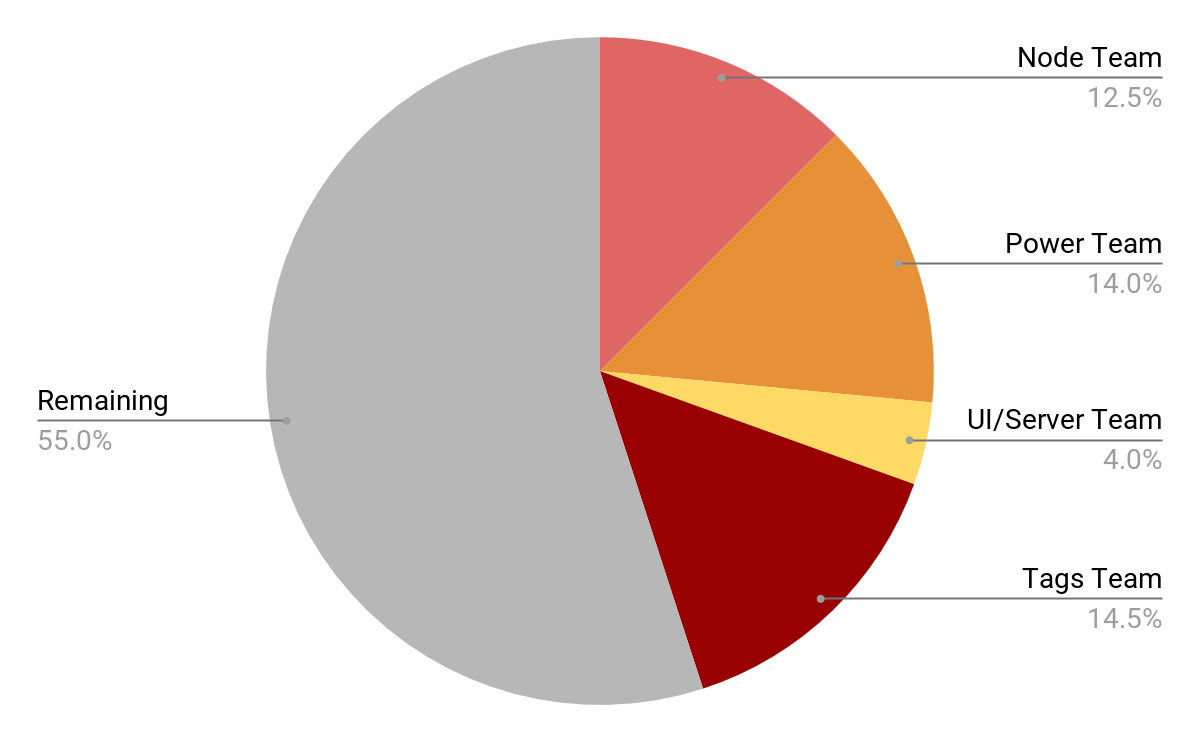 Node Team
12.5%
Power Team
14.0%
Remaining
55.0%
UI/Server Team
4.0%
Tags Team
14.5%